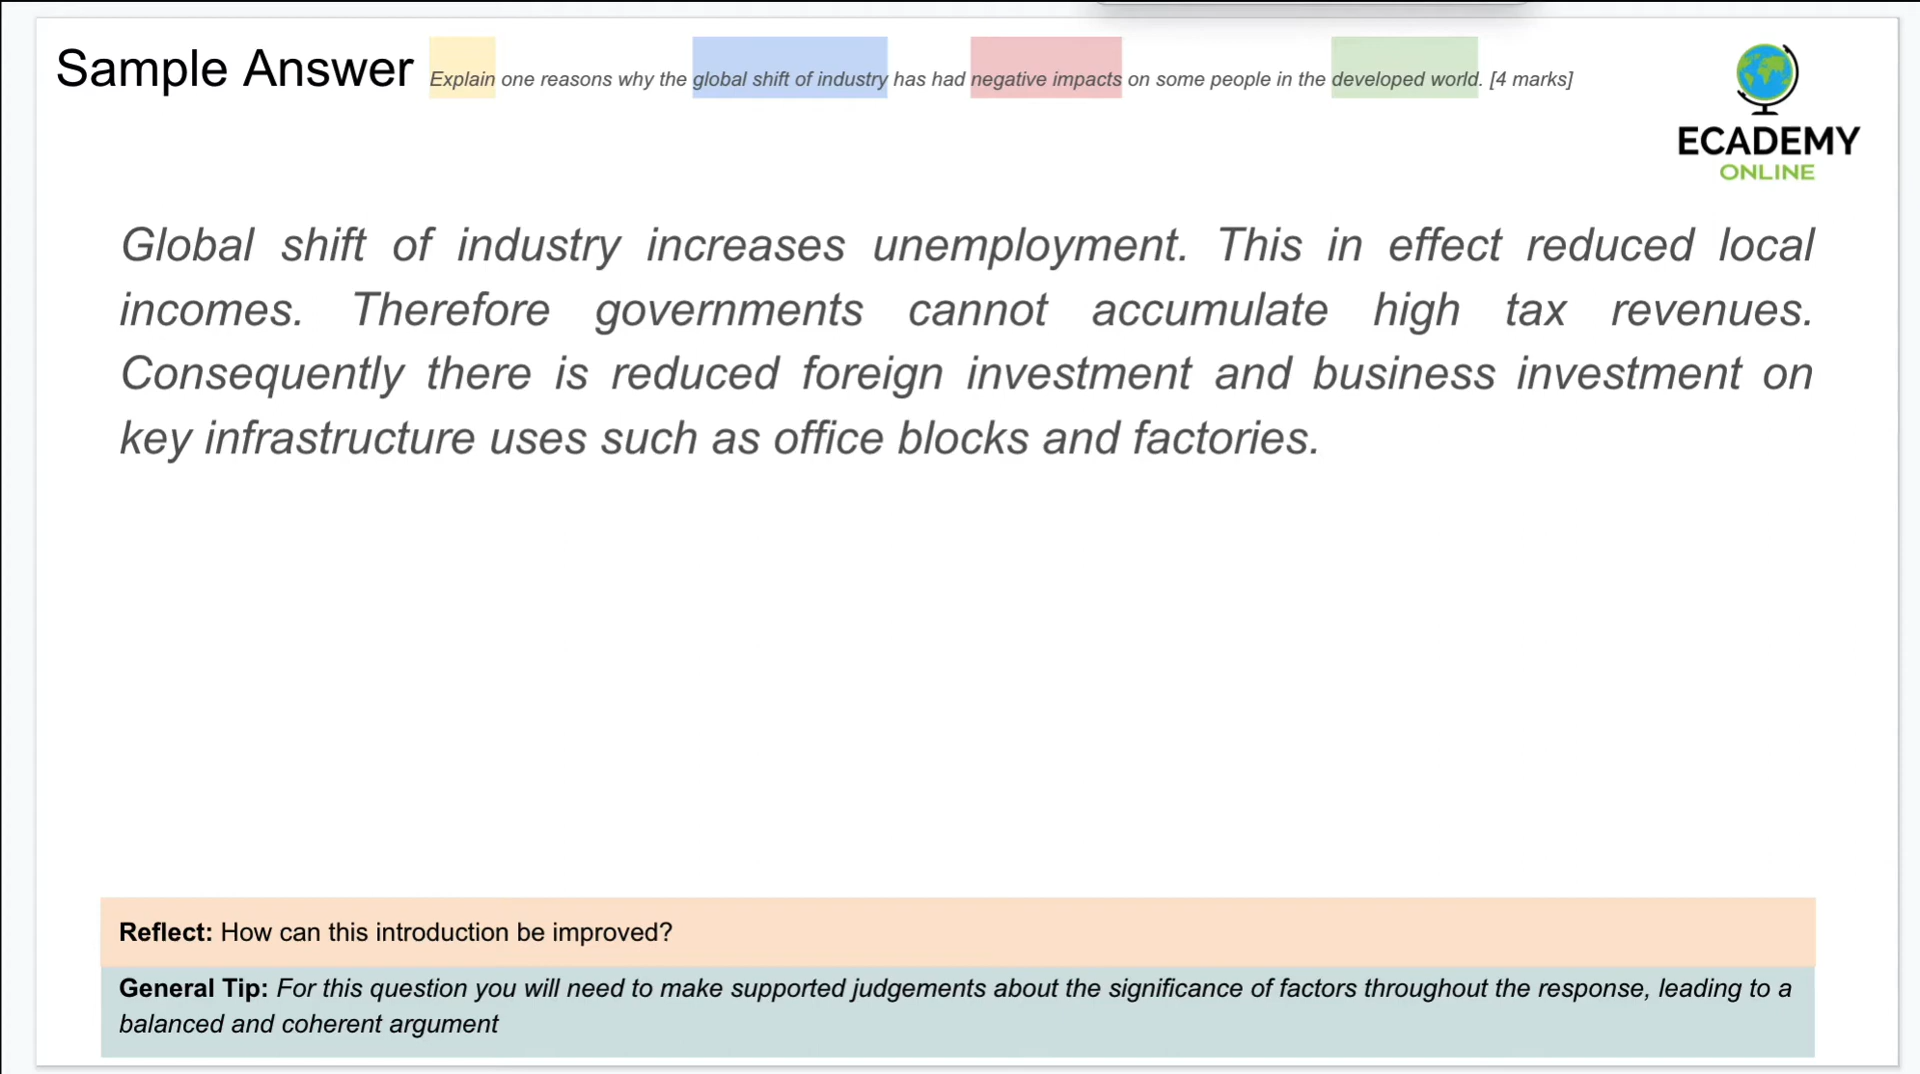 Sample Answer Explain one reasons why the global shift of industry has had negative impacts on some people in the developed world. [4 marks]
ECADEMY
ONLINE
Global shift of industry increases unemployment. This in effect reduced local
incomes. Therefore governments cannot accumulate high tax revenues.
Consequently there is reduced foreign investment and business investment on
key infrastructure uses such as office blocks and factories.
Reflect: How can this introduction be improved?
General Tip: For this question you will need to make supported judgements about the significance of factors throughout the response, leading to a
balanced and coherent argument